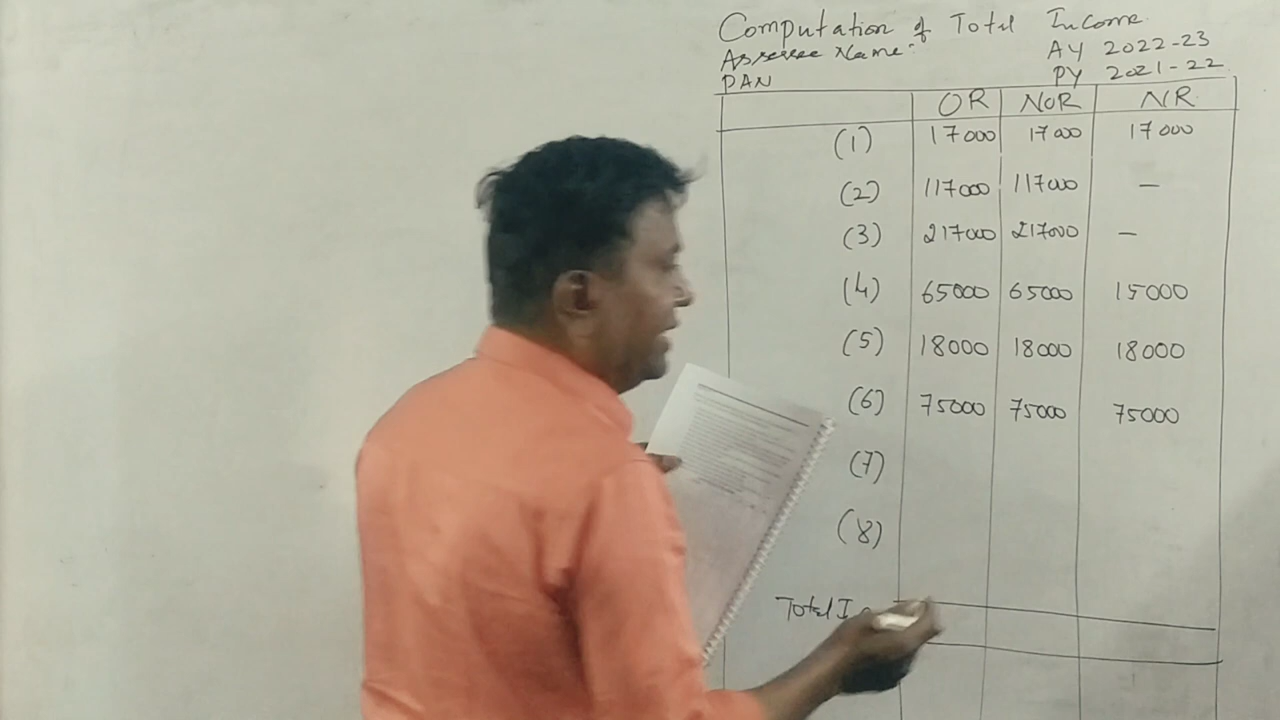 Computation of Total Income
Assessee Name: AY 2022-23
PAN PY 2021-22
OR NOR NR
(1) 17000 17000 17000
(2) 117000 117000 —
(3) 217000 217000 —
(4) 65000 65000 15000
(5) 18000 18000 18000
(6) 75000 75000 75000
(7)
(8)
Total I